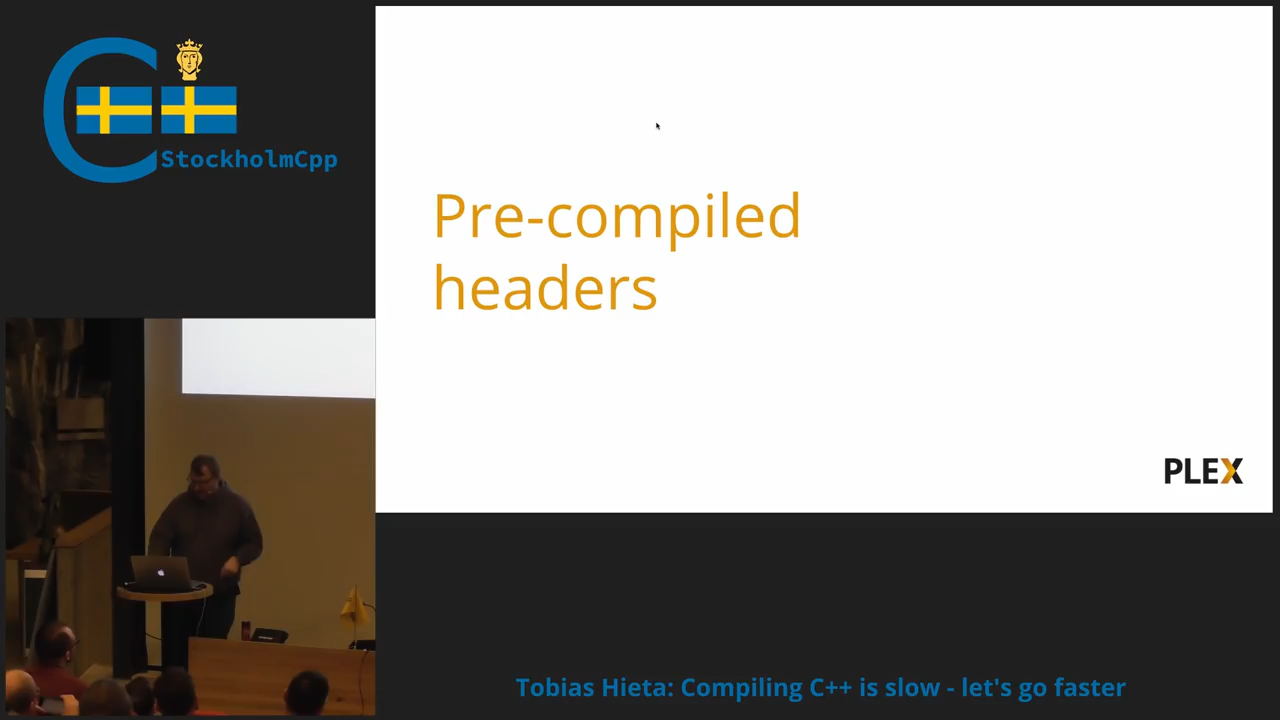 StockholmCpp
Pre-compiled
headers
PLEX
Tobias Hieta: Compiling C++ is slow - let's go faster